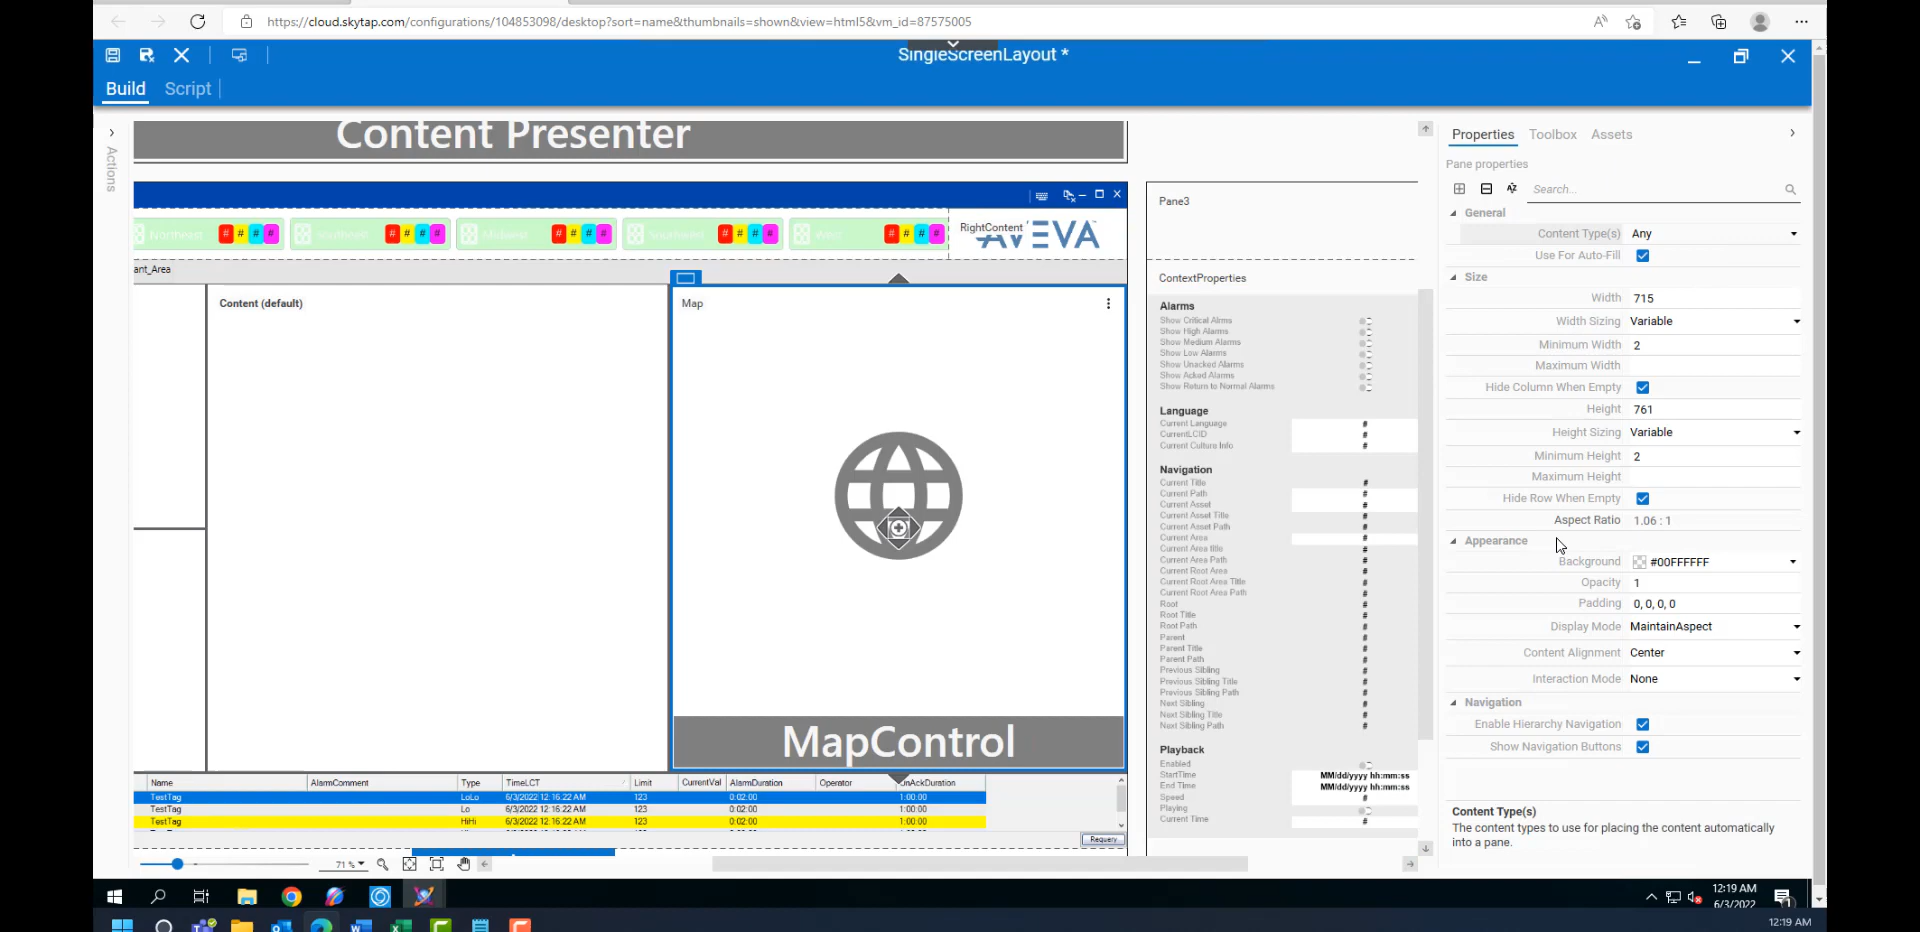 https://cloud.skytap.com/configurations/104853098/desktop?sort=name&thumbnails=shown&view=html5&vm_id=87575005
SingleScreenLayout *
Build Script
Actions
Content Presenter
Northeast # # # #
Southeast # # # #
Midwest # # # #
Southwest # # # #
West # # # #
RightContent
AVEVA
ant_Area
Content (default)
Map
MapControl
Name AlarmComment Type TimeLCT Limit CurrentVal AlarmDuration Operator UnAckDuration
TestTag LoLo 6/3/2022 12:16:22 AM 123 0:02:00 1:00:00
TestTag Lo 6/3/2022 12:16:22 AM 123 0:02:00 1:00:00
TestTag HiHi 6/3/2022 12:16:22 AM 123 0:02:00 1:00:00
Requery
71 %
Pane3
ContextProperties
Alarms
Show Critical Alrms
Show High Alarms
Show Medium Alarms
Show Low Alarms
Show Unacked Alarms
Show Acked Alarms
Show Return to Normal Alarms
Language
Current Language #
CurrentLCID #
Current Culture Info #
Navigation
Current Title #
Current Path #
Current Asset #
Current Asset Title #
Current Asset Path #
Current Area #
Current Area title #
Current Area Path #
Current Root Area #
Current Root Area Title #
Current Root Area Path #
Root #
Root Title #
Root Path #
Parent #
Parent Title #
Parent Path #
Previous Sibling #
Previous Sibling Title #
Previous Sibling Path #
Next Sibling #
Next Sibling Title #
Next Sibling Path #
Playback
Enabled
StartTime MM/dd/yyyy hh:mm:ss
End Time MM/dd/yyyy hh:mm:ss
Speed #
Playing
Current Time #
Properties Toolbox Assets
Pane properties
Search...
General
Content Type(s) Any
Use For Auto-Fill
Size
Width 715
Width Sizing Variable
Minimum Width 2
Maximum Width
Hide Column When Empty
Height 761
Height Sizing Variable
Minimum Height 2
Maximum Height
Hide Row When Empty
Aspect Ratio 1.06 : 1
Appearance
Background #00FFFFFF
Opacity 1
Padding 0, 0, 0, 0
Display Mode MaintainAspect
Content Alignment Center
Interaction Mode None
Navigation
Enable Hierarchy Navigation
Show Navigation Buttons
Content Type(s)
The content types to use for placing the content automatically
into a pane.
12:19 AM
6/3/2022
12:19 AM